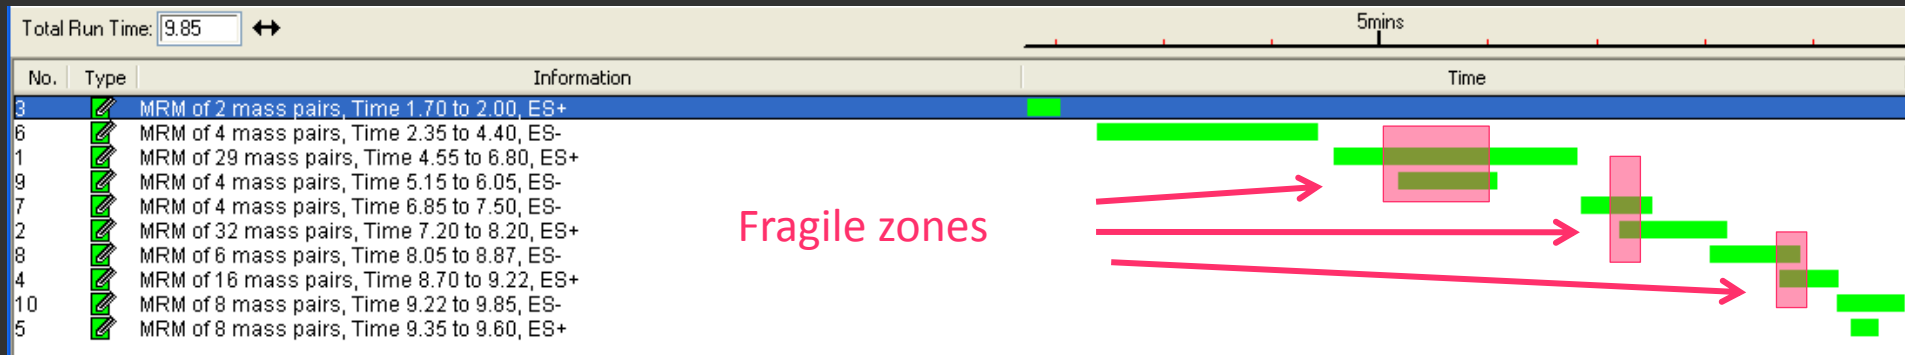 Total Run Time: 9.85
5mins
No. Type Information Time
3 MRM of 2 mass pairs, Time 1.70 to 2.00, ES+
6 MRM of 4 mass pairs, Time 2.35 to 4.40, ES-
1 MRM of 29 mass pairs, Time 4.55 to 6.80, ES+
9 MRM of 4 mass pairs, Time 5.15 to 6.05, ES-
7 MRM of 4 mass pairs, Time 6.85 to 7.50, ES-
2 MRM of 32 mass pairs, Time 7.20 to 8.20, ES+
8 MRM of 6 mass pairs, Time 8.05 to 8.87, ES-
4 MRM of 16 mass pairs, Time 8.70 to 9.22, ES+
10 MRM of 8 mass pairs, Time 9.22 to 9.85, ES-
5 MRM of 8 mass pairs, Time 9.35 to 9.60, ES+
Fragile zones